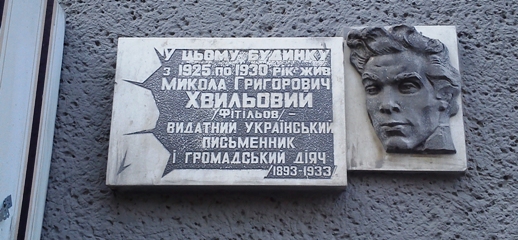 У ЦЬОМУ БУДИНКУ
З 1925 ПО 1930 РІК ЖИВ
МИКОЛА ГРИГОРОВИЧ
ХВИЛЬОВИЙ
/ФІТІЛЬОВ/ –
ВИДАТНИЙ УКРАЇНСЬКИЙ
ПИСЬМЕННИК
І ГРОМАДСЬКИЙ ДІЯЧ
/1893-1933/